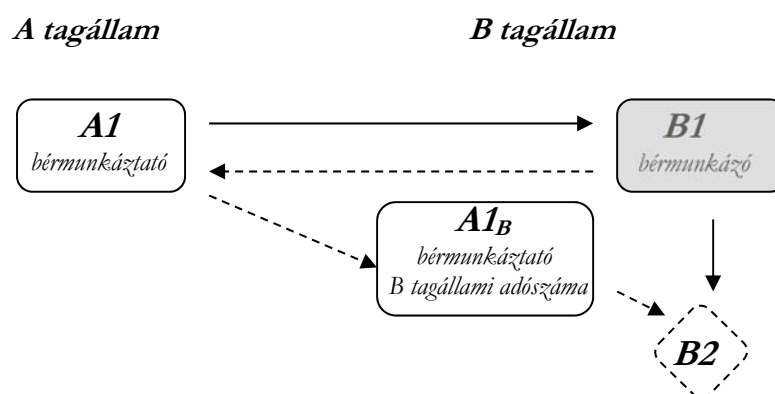 A tagállam
B tagállam
A1
bérmunkáztató
B1
bérmunkázó
A1B
bérmunkáztató
B tagállami adószáma
B2